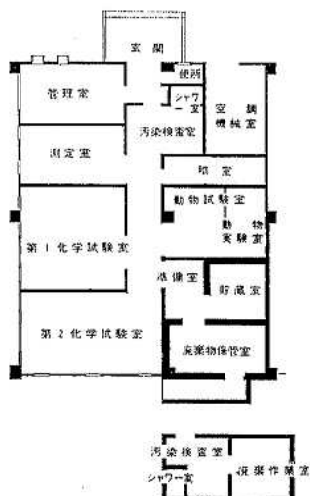 玄関
便所
シャワー室
空調機械室
管理室
汚染検査室
測定室
暗室
動物試験室
動物実験室
第1化学試験室
準備室
貯蔵室
第2化学試験室
廃棄物保管室
汚染検査室
シャワー室
廃棄作業室